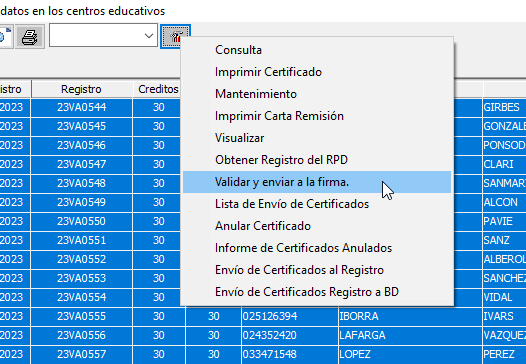 datos en los centros educativos
Consulta
Imprimir Certificado
Mantenimiento
Imprimir Carta Remisión
Visualizar
Obtener Registro del RPD
Validar y enviar a la firma.
Lista de Envío de Certificados
Anular Certificado
Informe de Certificados Anulados
Envío de Certificados al Registro
Envío de Certificados Registro a BD
istro Registro Creditos
2023 23VA0544 30 GIRBES
2023 23VA0545 30 GONZALE
2023 23VA0546 30 PONSOD
2023 23VA0547 30 CLARI
2023 23VA0548 30 SANMAR
2023 23VA0549 30 ALCON
2023 23VA0550 30 PAVIE
2023 23VA0551 30 SANZ
2023 23VA0552 30 ALBEROL
2023 23VA0553 30 SANCHEZ
2023 23VA0554 30 VIDAL
2023 23VA0555 30 30 025126394 IBORRA IVARS
2023 23VA0556 30 30 024352420 LAFARGA VAZQUEZ
2023 23VA0557 30 30 033471548 LOPEZ PEREZ